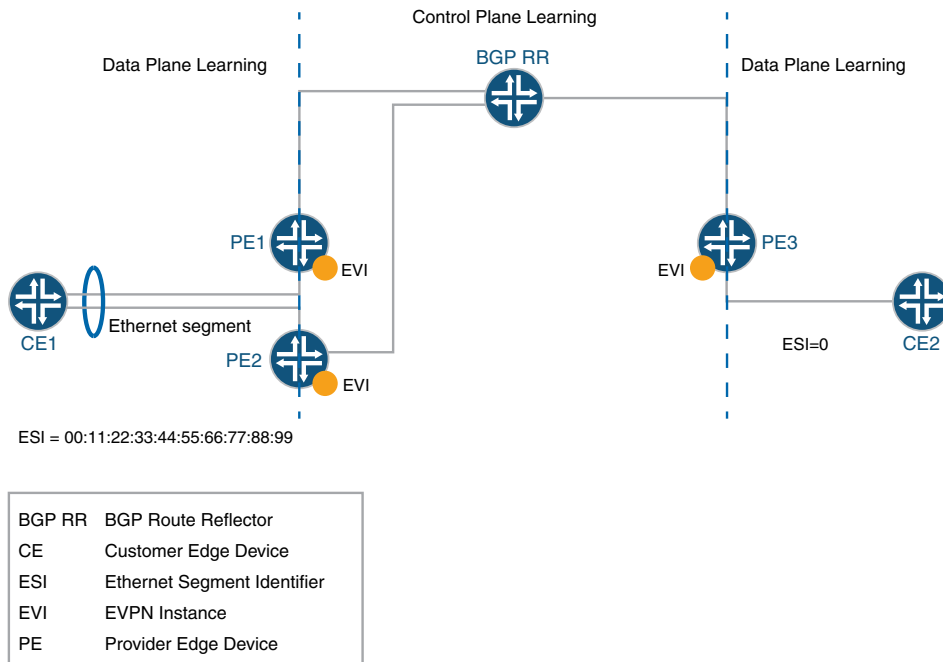 Control Plane Learning
Data Plane Learning
BGP RR
Data Plane Learning
PE1
EVI
PE3
EVI
Ethernet segment
CE1
PE2
EVI
ESI=0
CE2
ESI = 00:11:22:33:44:55:66:77:88:99
BGP RR BGP Route Reflector
CE Customer Edge Device
ESI Ethernet Segment Identifier
EVI EVPN Instance
PE Provider Edge Device